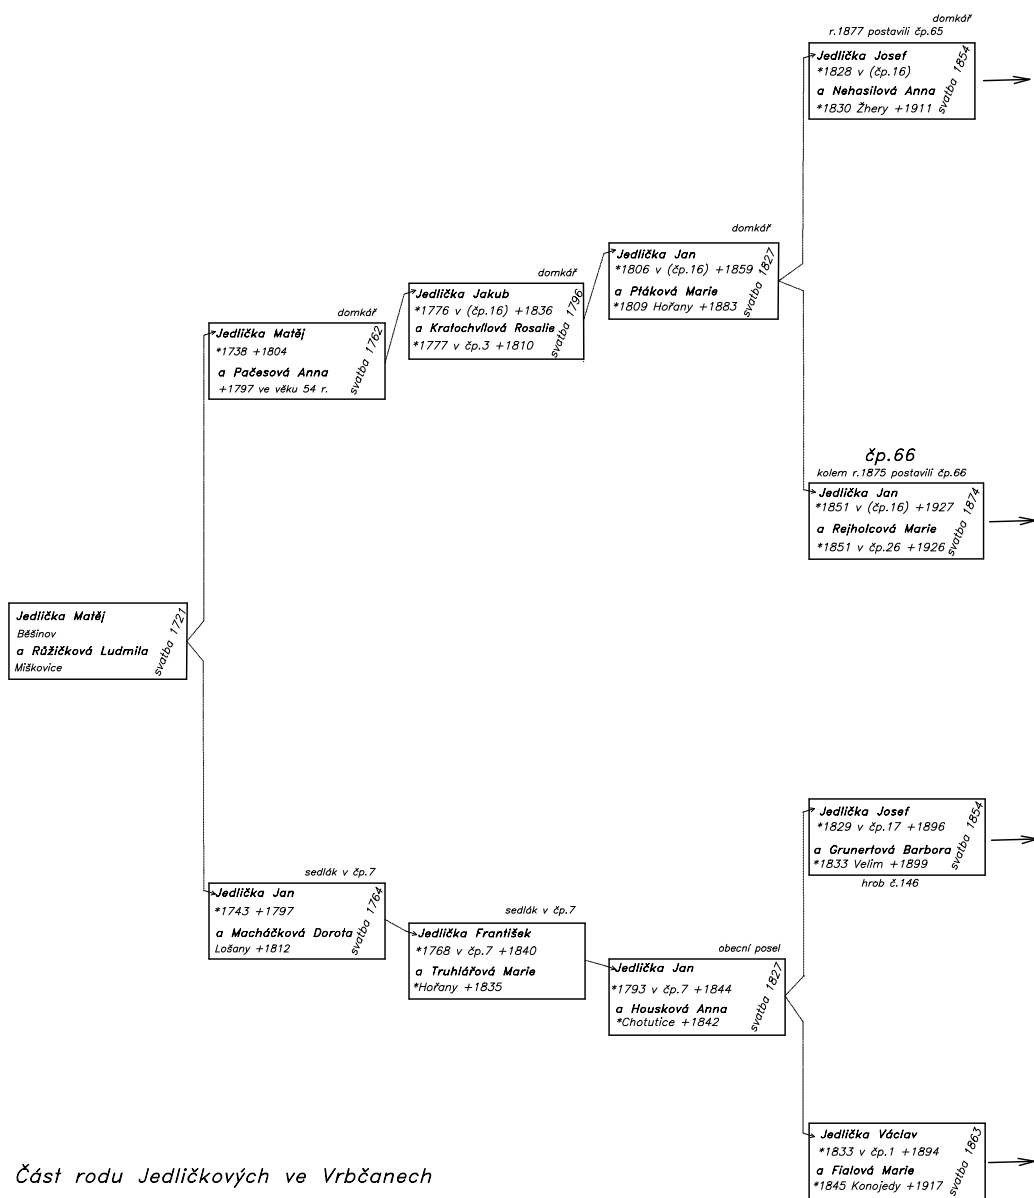 domkář
r.1877 postavili čp.65
Jedlička Josef
*1828 v (čp.16)
a Nehasilová Anna
*1830 Žhery +1911
svatba 1854
domkář
Jedlička Jan
*1806 v (čp.16) +1859
a Ptáková Marie
*1809 Hořany +1883
svatba 1827
domkář
Jedlička Jakub
*1776 v (čp.16) +1836
a Kratochvílová Rosalie
*1777 v čp.3 +1810
svatba 1796
domkář
Jedlička Matěj
*1738 +1804
a Pačesová Anna
+1797 ve věku 54 r.
svatba 1762
čp.66
kolem r.1875 postavili čp.66
Jedlička Jan
*1851 v (čp.16) +1927
a Rejholcová Marie
*1851 v čp.26 +1926
svatba 1874
Jedlička Matěj
Běšinov
a Růžičková Ludmila
Miškovice
svatba 1721
Jedlička Josef
*1829 v čp.17 +1896
a Grunertová Barbora
*1833 Velim +1899
svatba 1854
hrob č.146
sedlák v čp.7
Jedlička Jan
*1743 +1797
a Macháčková Dorota
Lošany +1812
svatba 1764
sedlák v čp.7
Jedlička František
*1768 v čp.7 +1840
a Truhlářová Marie
*Hořany +1835
obecní posel
Jedlička Jan
*1793 v čp.7 +1844
a Housková Anna
*Chotutice +1842
svatba 1827
Jedlička Václav
*1833 v čp.1 +1894
a Fialová Marie
*1845 Konojedy +1917
svatba 1863
Část rodu Jedličkových ve Vrbčanech